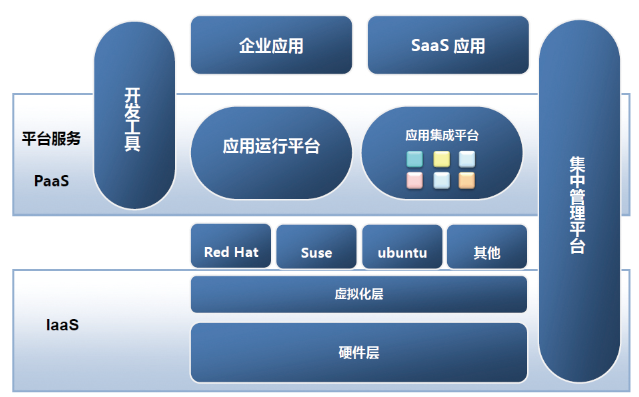 企业应用
SaaS 应用
开发工具
平台服务
PaaS
应用运行平台
应用集成平台
集中管理平台
Red Hat
Suse
ubuntu
其他
IaaS
虚拟化层
硬件层